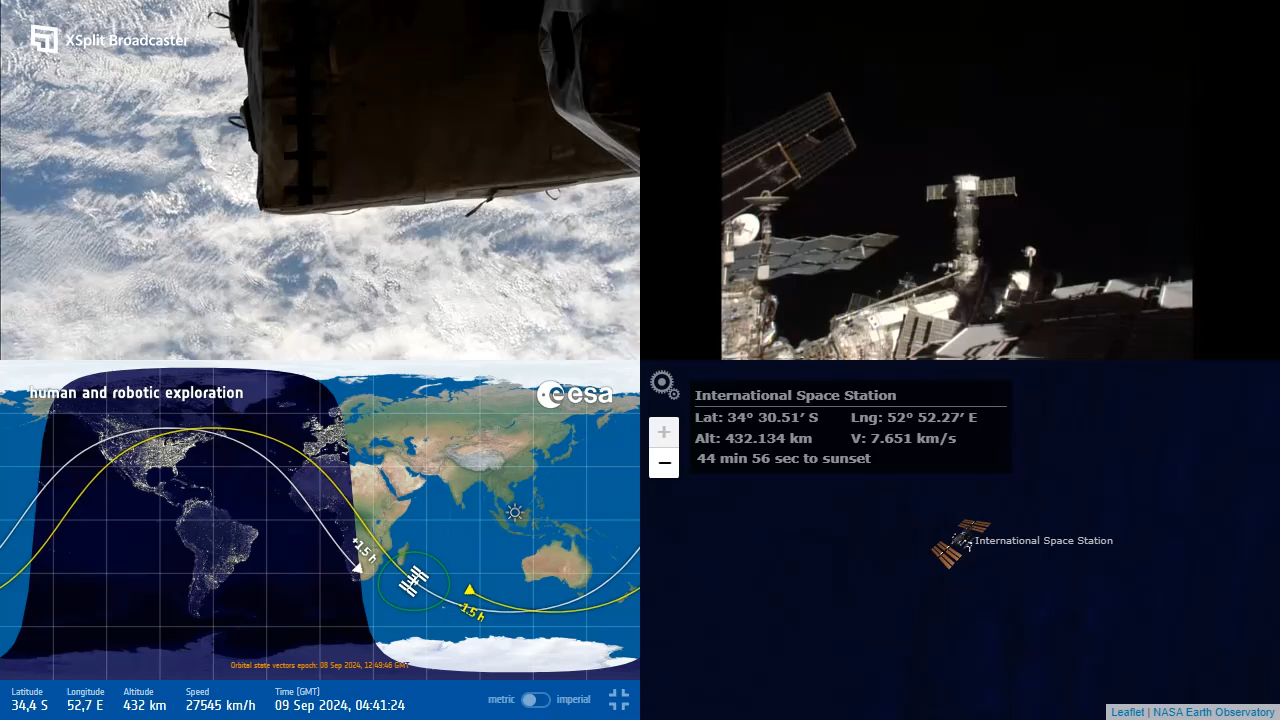 XSplit Broadcaster
human and robotic exploration
esa
+1.5 h
-1.5 h
Orbital state vectors epoch: 08 Sep 2024, 12:49:46 GMT
Latitude
34,4 S
Longitude
52,7 E
Altitude
432 km
Speed
27545 km/h
Time (GMT)
09 Sep 2024, 04:41:24
metric
imperial
International Space Station
Lat: 34° 30.51′ S Lng: 52° 52.27′ E
Alt: 432.134 km V: 7.651 km/s
44 min 56 sec to sunset
+
−
International Space Station
Leaflet | NASA Earth Observatory